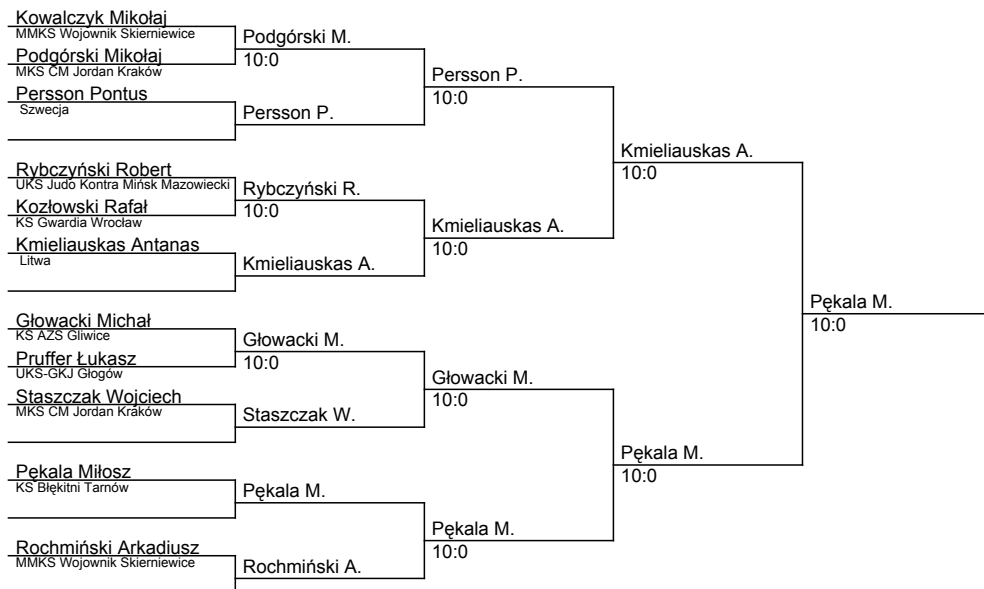 Kowalczyk Mikołaj
MMKS Wojownik Skierniewice
Podgórski Mikołaj
MKS CM Jordan Kraków
Persson Pontus
Szwecja
Rybczyński Robert
UKS Judo Kontra Mińsk Mazowiecki
Kozłowski Rafał
KS Gwardia Wrocław
Kmieliauskas Antanas
Litwa
Głowacki Michał
KS AZS Gliwice
Pruffer Łukasz
UKS-GKJ Głogów
Staszczak Wojciech
MKS CM Jordan Kraków
Pękala Miłosz
KS Błękitni Tarnów
Rochmiński Arkadiusz
MMKS Wojownik Skierniewice
Podgórski M.
10:0
Persson P.
Rybczyński R.
10:0
Kmieliauskas A.
Głowacki M.
10:0
Staszczak W.
Pękala M.
Rochmiński A.
Persson P.
10:0
Kmieliauskas A.
10:0
Głowacki M.
10:0
Pękala M.
10:0
Kmieliauskas A.
10:0
Pękala M.
10:0
Pękala M.
10:0